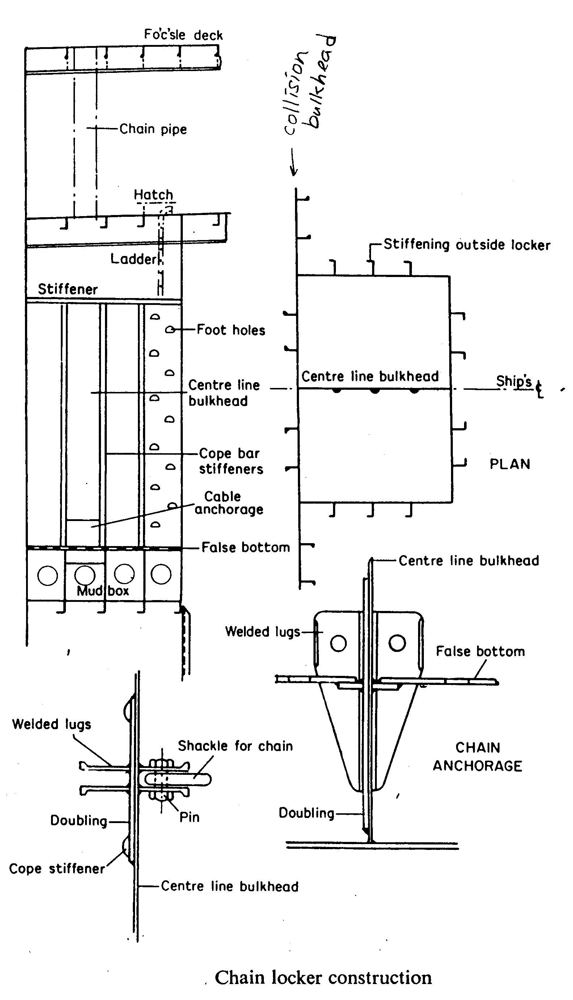 Fo'c'sle deck
collision
bulkhead
Chain pipe
Hatch
Ladder
Stiffener
Foot holes
Centre line
bulkhead
Cope bar
stiffeners
Cable
anchorage
False bottom
Mud box
Stiffening outside locker
Centre line bulkhead
Ship's ℄
PLAN
Centre line bulkhead
Welded lugs
False bottom
CHAIN
ANCHORAGE
Doubling
Welded lugs
Shackle for chain
Pin
Doubling
Cope stiffener
Centre line bulkhead
Chain locker construction